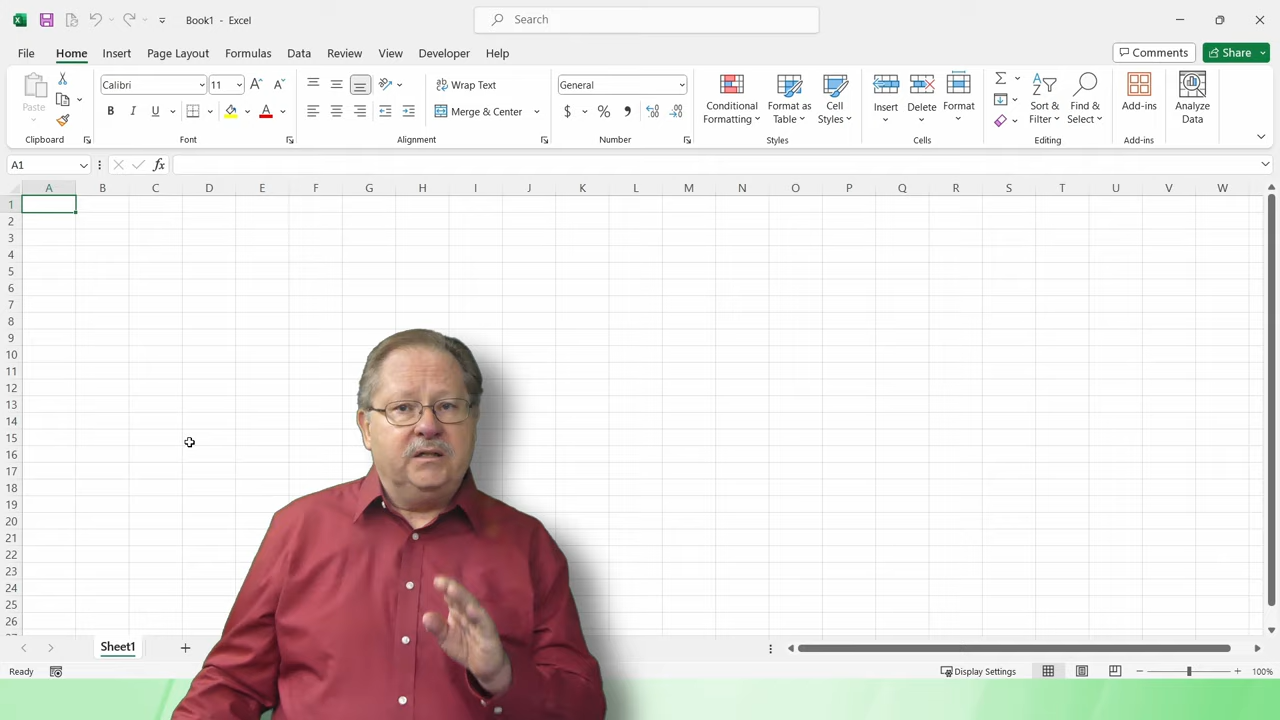 Book1 - Excel
Search
File Home Insert Page Layout Formulas Data Review View Developer Help
Comments Share
Paste
Calibri 11
B I U
Wrap Text
Merge & Center
General
$ % ,
Conditional Formatting
Format as Table
Cell Styles
Insert
Delete
Format
Sort & Filter
Find & Select
Add-ins
Analyze Data
Clipboard Font Alignment Number Styles Cells Editing Add-ins
A1 fx
A B C D E F G H I J K L M N O P Q R S T U V W
1
2
3
4
5
6
7
8
9
10
11
12
13
14
15
16
17
18
19
20
21
22
23
24
25
26
Sheet1
Ready Display Settings 100%